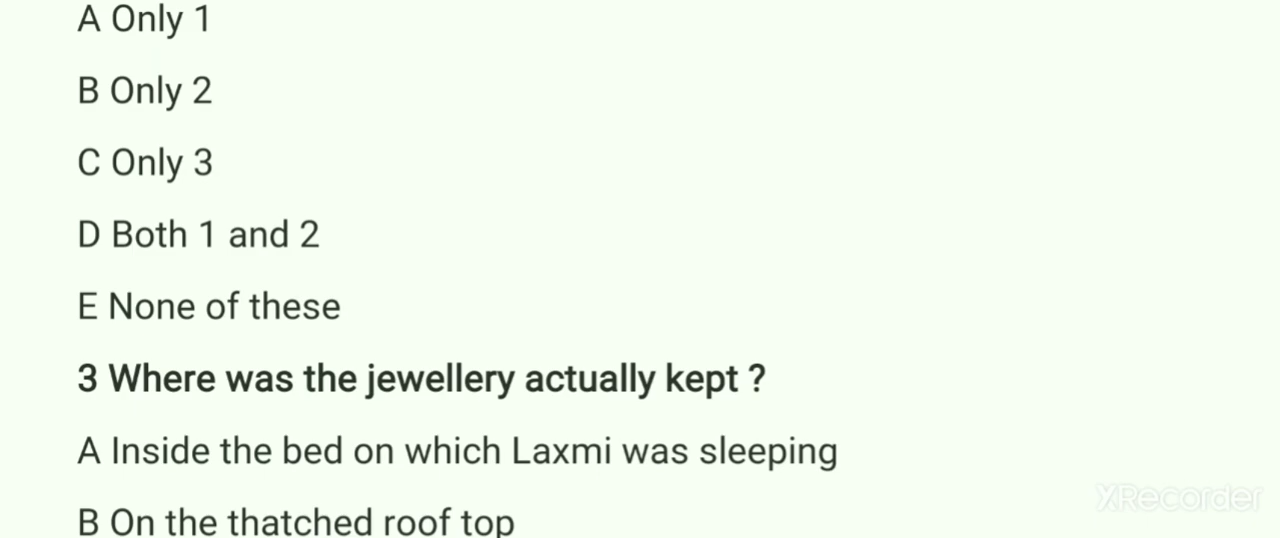 A Only 1
B Only 2
C Only 3
D Both 1 and 2
E None of these
3 Where was the jewellery actually kept ?
A Inside the bed on which Laxmi was sleeping
XRecorder
B On the thatched roof top